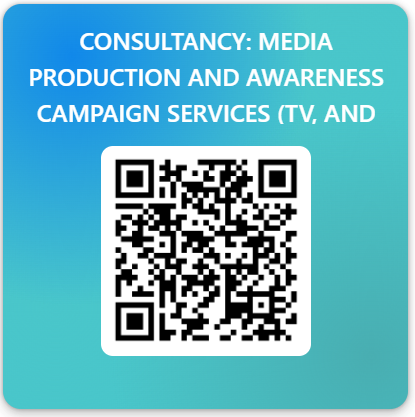 CONSULTANCY: MEDIA
PRODUCTION AND AWARENESS
CAMPAIGN SERVICES (TV, AND